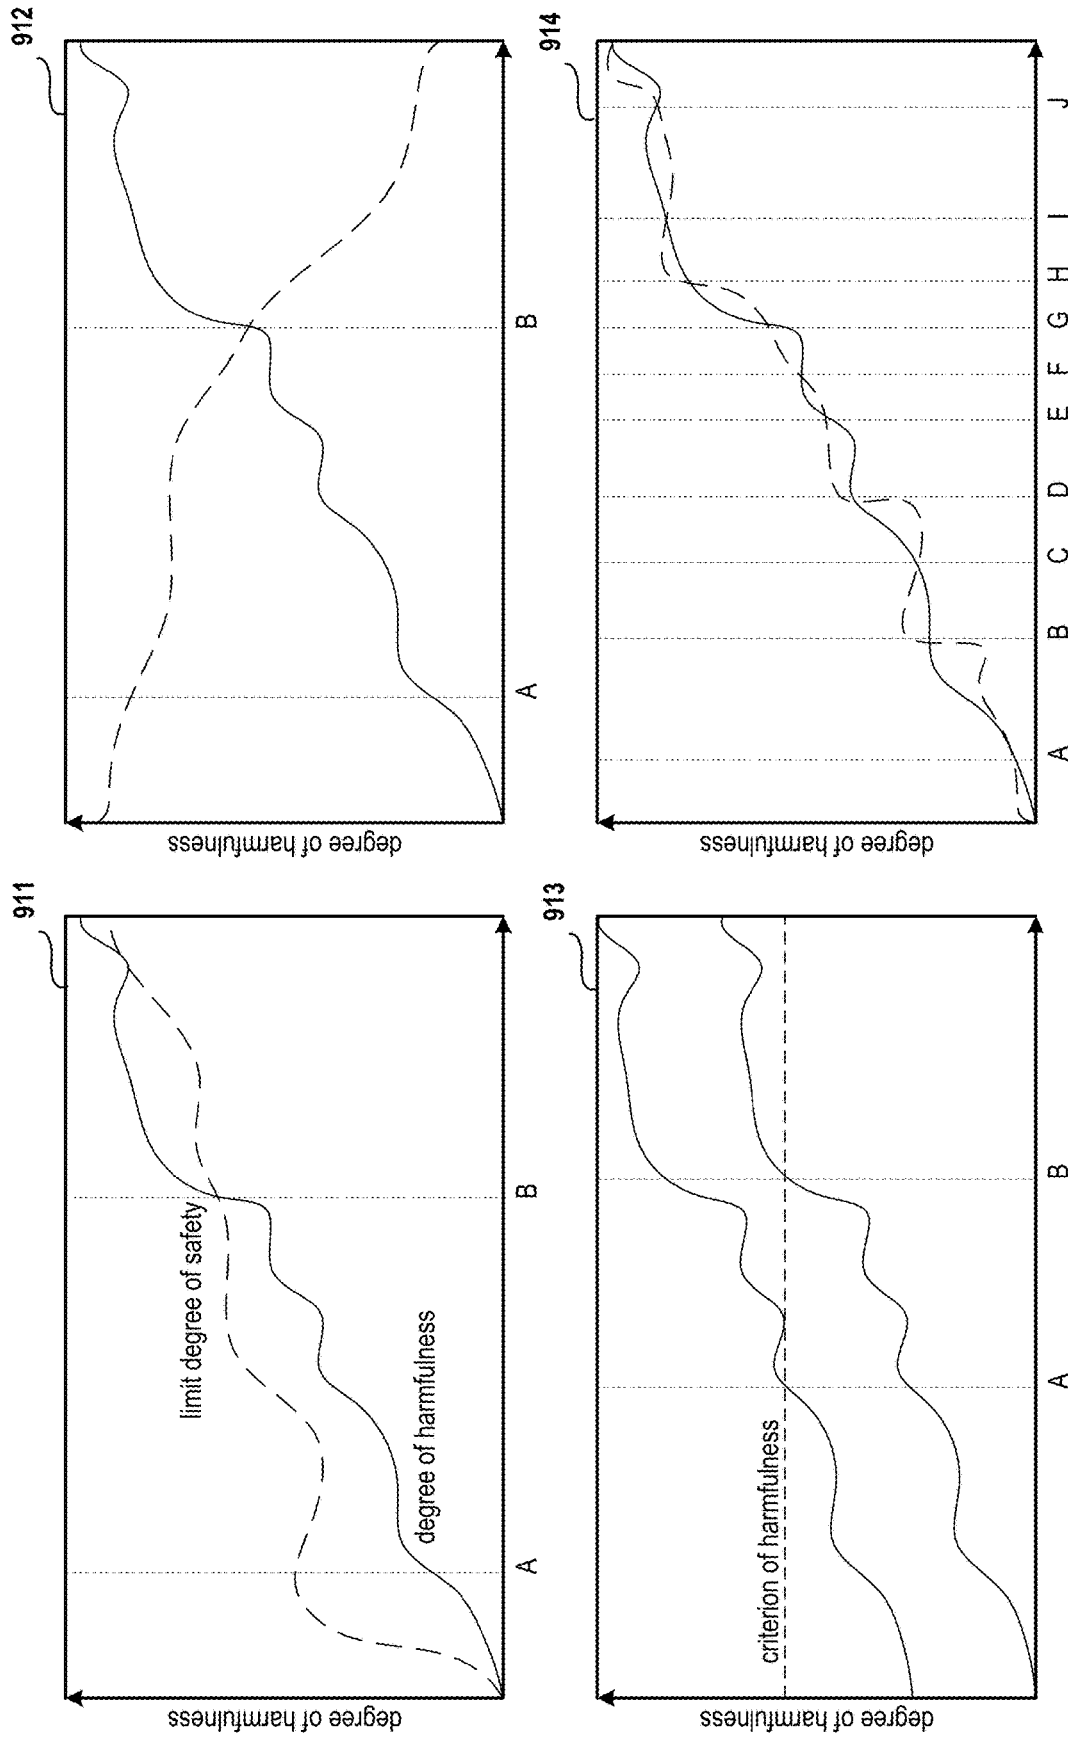 911
degree of harmfulness
limit degree of safety
degree of harmfulness
A
B
912
degree of harmfulness
A
B
913
degree of harmfulness
criterion of harmfulness
A
B
914
degree of harmfulness
A
B
C
D
E
F
G
H
I
J